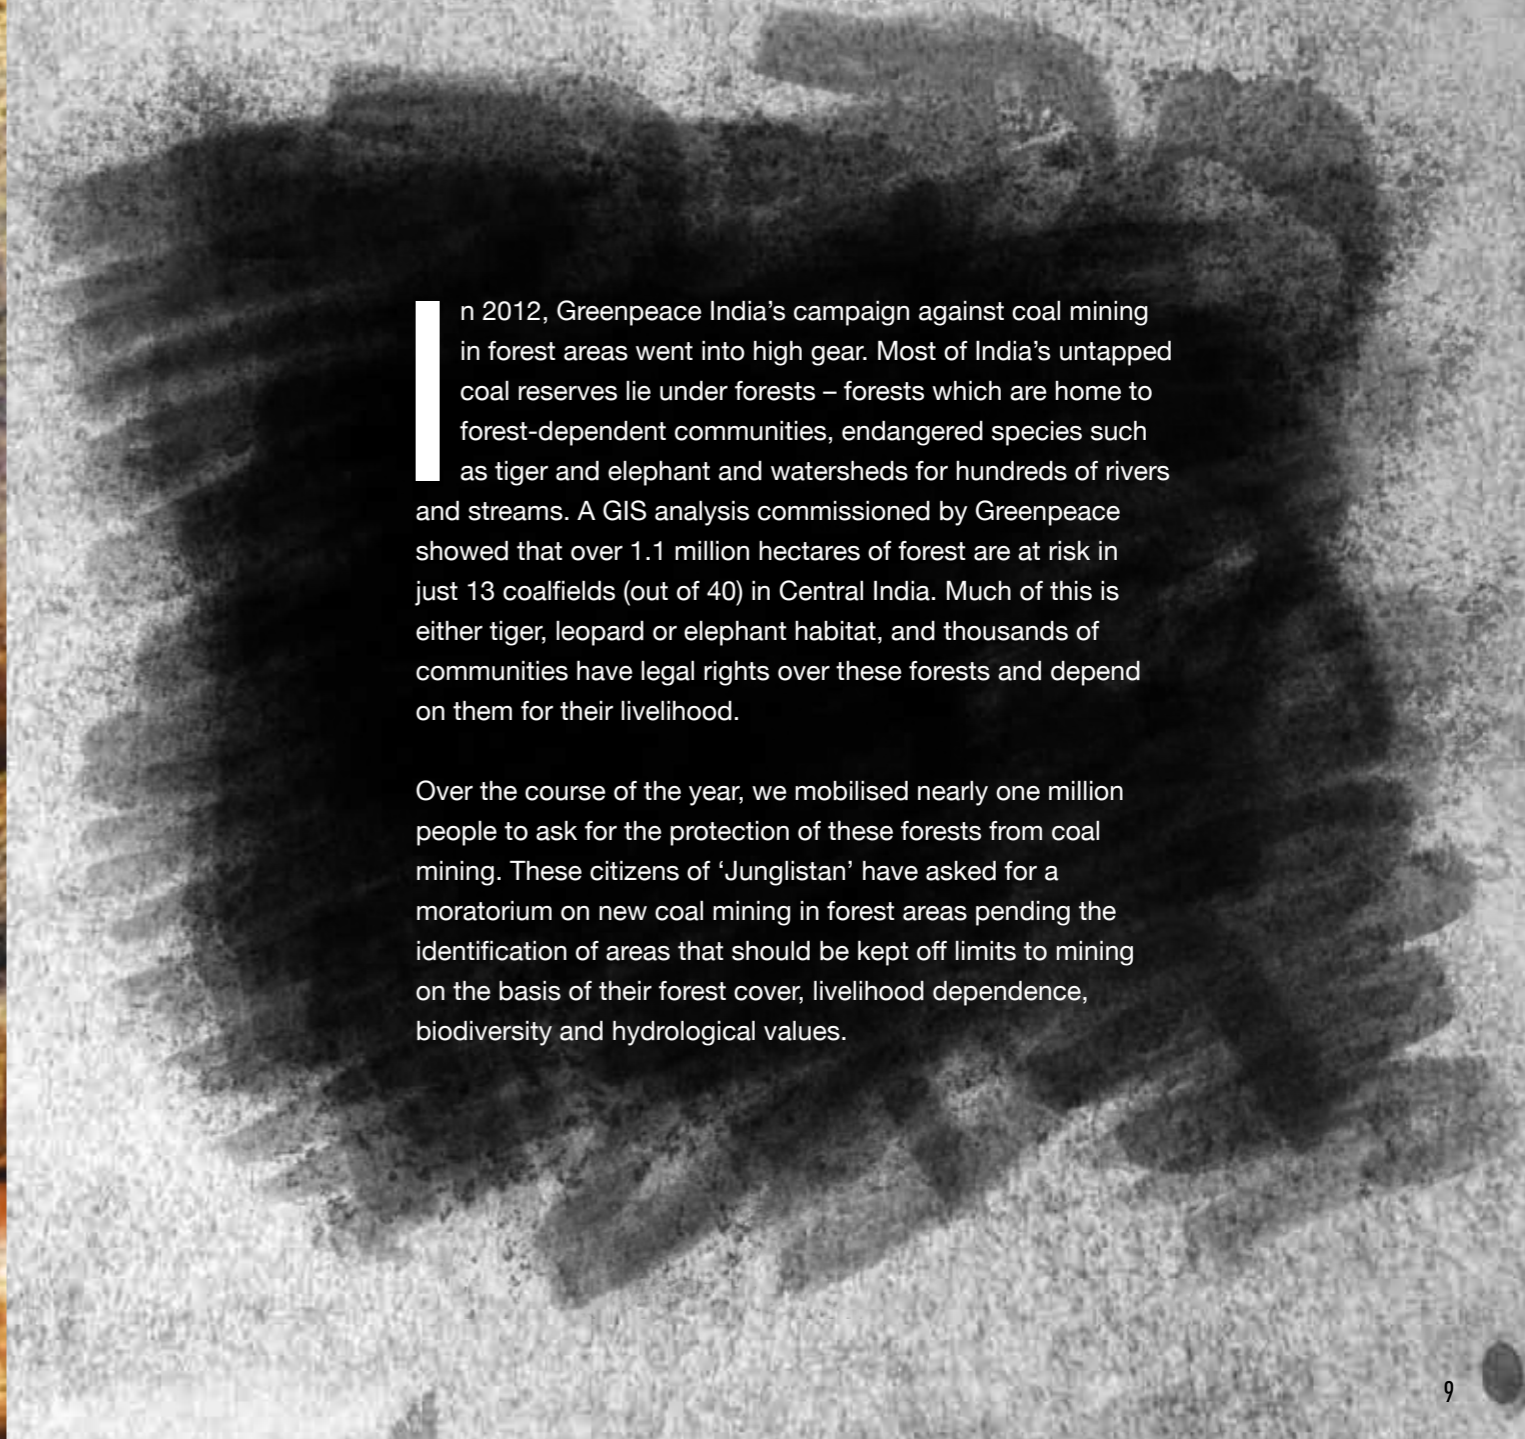 In 2012, Greenpeace India’s campaign against coal mining
in forest areas went into high gear. Most of India’s untapped
coal reserves lie under forests – forests which are home to
forest-dependent communities, endangered species such
as tiger and elephant and watersheds for hundreds of rivers
and streams. A GIS analysis commissioned by Greenpeace
showed that over 1.1 million hectares of forest are at risk in
just 13 coalfields (out of 40) in Central India. Much of this is
either tiger, leopard or elephant habitat, and thousands of
communities have legal rights over these forests and depend
on them for their livelihood.
Over the course of the year, we mobilised nearly one million
people to ask for the protection of these forests from coal
mining. These citizens of ‘Junglistan’ have asked for a
moratorium on new coal mining in forest areas pending the
identification of areas that should be kept off limits to mining
on the basis of their forest cover, livelihood dependence,
biodiversity and hydrological values.
9